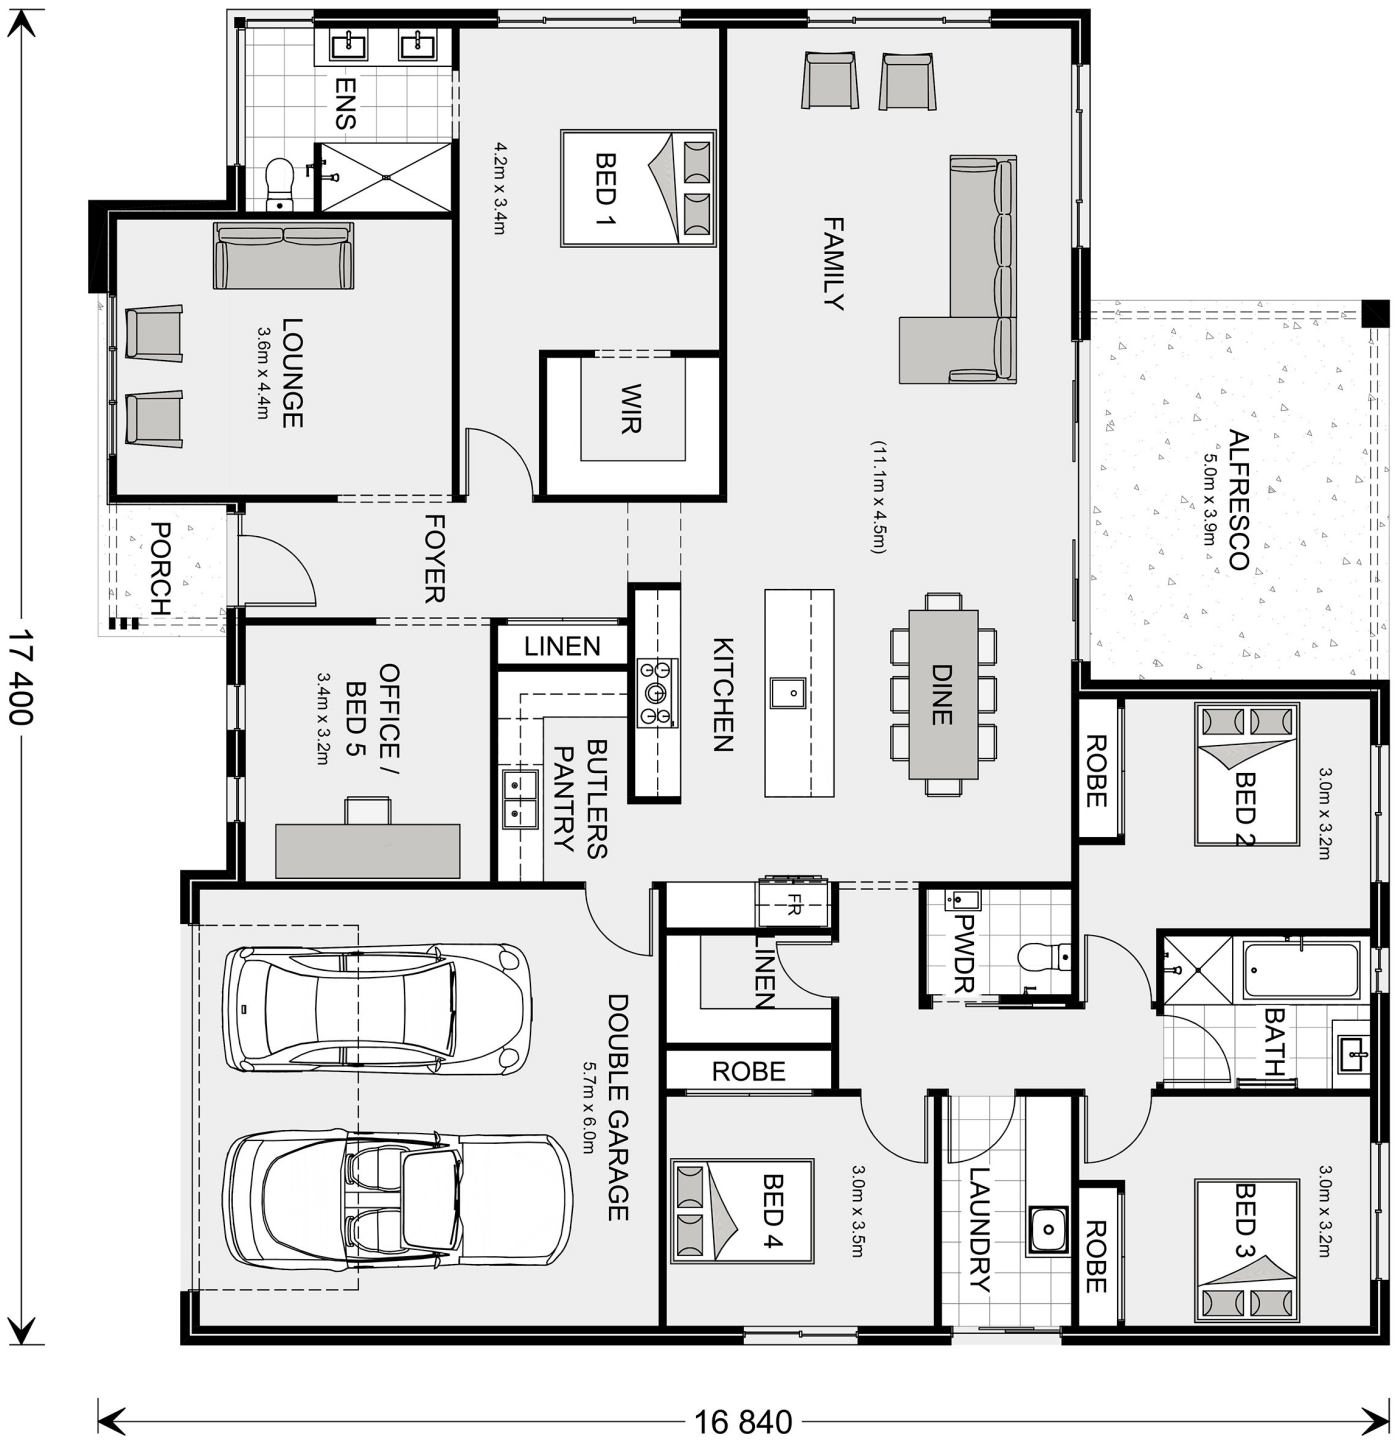 ENS
BED 1
4.2m x 3.4m
FAMILY
(11.1m x 4.5m)
LOUNGE
3.6m x 4.4m
WIR
ALFRESCO
5.0m x 3.9m
PORCH
FOYER
LINEN
KITCHEN
DINE
OFFICE /
BED 5
3.4m x 3.2m
BUTLERS
PANTRY
ROBE
BED 2
3.0m x 3.2m
FR
PWDR
LINEN
BATH
DOUBLE GARAGE
5.7m x 6.0m
ROBE
BED 4
3.0m x 3.5m
LAUNDRY
ROBE
BED 3
3.0m x 3.2m
17 400
16 840